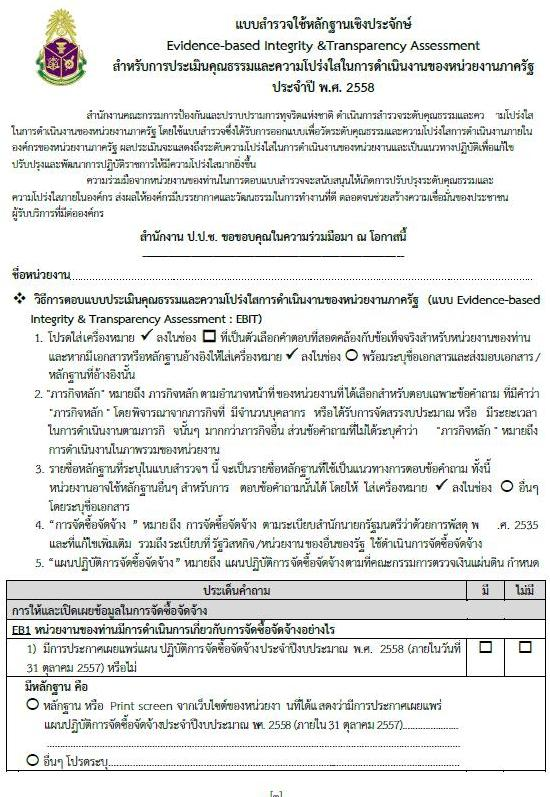 แบบสำรวจใช้หลักฐานเชิงประจักษ์
Evidence-based Integrity &Transparency Assessment
สำหรับการประเมินคุณธรรมและความโปร่งใสในการดำเนินงานของหน่วยงานภาครัฐ
ประจำปี พ.ศ. 2558
สำนักงานคณะกรรมการป้องกันและปราบปรามการทุจริตแห่งชาติ ดำเนินการสำรวจระดับคุณธรรมและคว ามโปร่งใส
ในการดำเนินงานของหน่วยงานภาครัฐ โดยใช้แบบสำรวจซึ่งได้รับการออกแบบเพื่อวัดระดับคุณธรรมและความโปร่งใสการดำเนินงานภายใน
องค์กรของหน่วยงานภาครัฐ ผลประเมินจะแสดงถึงระดับความโปร่งใสในการดำเนินงานของหน่วยงานและเป็นแนวทางปฏิบัติเพื่อแก้ไข
ปรับปรุงและพัฒนาการปฏิบัติราชการให้มีความโปร่งใสมากยิ่งขึ้น
ความร่วมมือจากหน่วยงานของท่านในการตอบแบบสำรวจจะสนับสนุนให้เกิดการปรับปรุงระดับคุณธรรมและ
ความโปร่งใสภายในองค์กร ส่งผลให้องค์กรมีบรรยากาศและวัฒนธรรมในการทำงานที่ดี ตลอดจนช่วยสร้างความเชื่อมั่นของประชาชน
ผู้รับบริการที่มีต่อองค์กร
สำนักงาน ป.ป.ช. ขอขอบคุณในความร่วมมือมา ณ โอกาสนี้
ชื่อหน่วยงาน
❖ วิธีการตอบแบบประเมินคุณธรรมและความโปร่งใสการดำเนินงานของหน่วยงานภาครัฐ (แบบ Evidence-based
Integrity & Transparency Assessment : EBIT)
1. โปรดใส่เครื่องหมาย ✓ ลงในช่อง □ ที่เป็นตัวเลือกคำตอบที่สอดคล้องกับข้อเท็จจริงสำหรับหน่วยงานของท่าน
และหากมีเอกสารหรือหลักฐานอ้างอิงให้ใส่เครื่องหมาย ✓ ลงในช่อง ○ พร้อมระบุชื่อเอกสารและส่งมอบเอกสาร/
หลักฐานที่อ้างอิงนั้น
2. "ภารกิจหลัก" หมายถึง ภารกิจหลัก ตามอำนาจหน้าที่ ของหน่วยงานที่ได้เลือกสำหรับตอบเฉพาะข้อคำถาม ที่มีคำว่า
"ภารกิจหลัก " โดยพิจารณาจากภารกิจที่ มีจำนวนบุคลากร หรือได้รับการจัดสรรงบประมาณ หรือ มีระยะเวลา
ในการดำเนินงานตามภารกิ จนั้นๆ มากกว่าภารกิจอื่น ส่วนข้อคำถามที่ไม่ได้ระบุคำว่า "ภารกิจหลัก " หมายถึง
การดำเนินงานในภาพรวมของหน่วยงาน
3. รายชื่อหลักฐานที่ระบุในแบบสำรวจฯ นี้ จะเป็นรายชื่อหลักฐานที่ใช้เป็นแนวทางการตอบข้อคำถาม ทั้งนี้
หน่วยงานอาจใช้หลักฐานอื่นๆ สำหรับการ ตอบข้อคำถามนั้นได้ โดยให้ ใส่เครื่องหมาย ✓ ลงในช่อง ○ อื่นๆ
โดยระบุชื่อเอกสาร
4. "การจัดซื้อจัดจ้าง " หมายถึง การจัดซื้อจัดจ้าง ตามระเบียบสำนักนายกรัฐมนตรีว่าด้วยการพัสดุ พ .ศ. 2535
และที่แก้ไขเพิ่มเติม รวมถึงระเบียบที่ รัฐวิสหกิจ/หน่วยงานของอื่นของรัฐ ใช้ดำเนินการจัดซื้อจัดจ้าง
5. "แผนปฏิบัติการจัดซื้อจัดจ้าง" หมายถึง แผนปฏิบัติการจัดซื้อจัดจ้างตามที่คณะกรรมการตรวจเงินแผ่นดิน กำหนด
ประเด็นคำถาม มี ไม่มี
การให้และเปิดเผยข้อมูลในการจัดซื้อจัดจ้าง
EB1 หน่วยงานของท่านมีการดำเนินการเกี่ยวกับการจัดซื้อจัดจ้างอย่างไร
1) มีการประกาศเผยแพร่แผน ปฏิบัติการจัดซื้อจัดจ้างประจำปีงบประมาณ พ.ศ. 2558 (ภายในวันที่ □ □
31 ตุลาคม 2557) หรือไม่
มีหลักฐาน คือ
○ หลักฐาน หรือ Print screen จากเว็บไซต์ของหน่วยงา นที่ได้แสดงว่ามีการประกาศเผยแพร่
แผนปฏิบัติการจัดซื้อจัดจ้างประจำปีงบประมาณ พ.ศ. 2558 (ภายใน 31 ตุลาคม 2557)
○ อื่นๆ โปรดระบุ